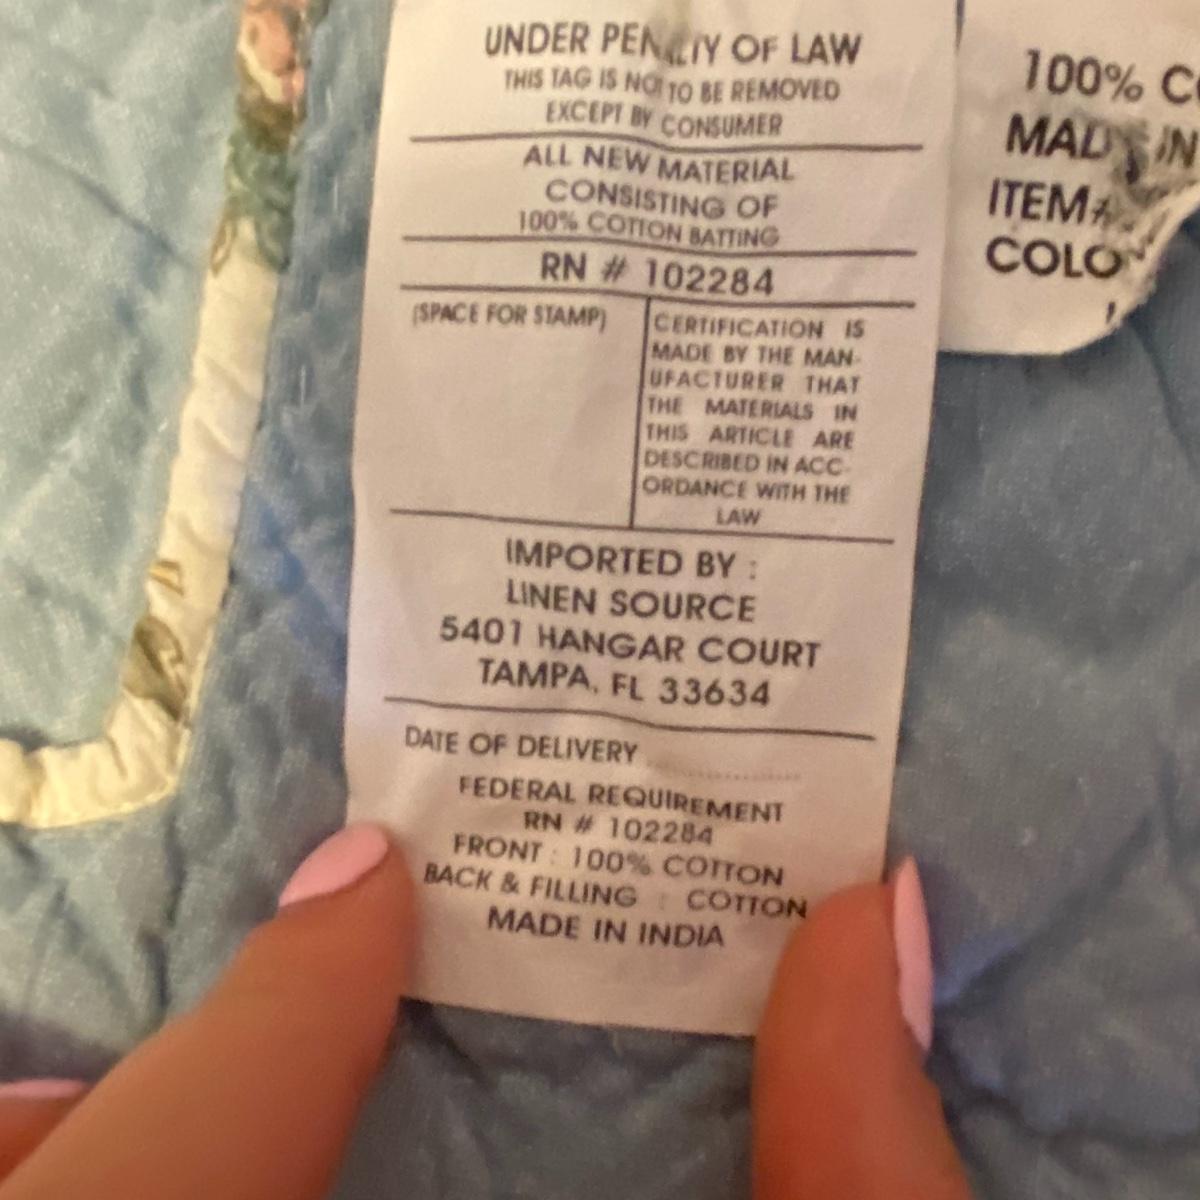 UNDER PENALTY OF LAW
THIS TAG IS NOT TO BE REMOVED
EXCEPT BY CONSUMER
ALL NEW MATERIAL
CONSISTING OF
100% COTTON BATTING
RN # 102284
(SPACE FOR STAMP)
CERTIFICATION IS
MADE BY THE MAN-
UFACTURER THAT
THE MATERIALS IN
THIS ARTICLE ARE
DESCRIBED IN ACC-
ORDANCE WITH THE
LAW
IMPORTED BY :
LINEN SOURCE
5401 HANGAR COURT
TAMPA, FL 33634
DATE OF DELIVERY
FEDERAL REQUIREMENT
RN # 102284
FRONT : 100% COTTON
BACK & FILLING : COTTON
MADE IN INDIA
100% C
MADE IN
ITEM#
COLO